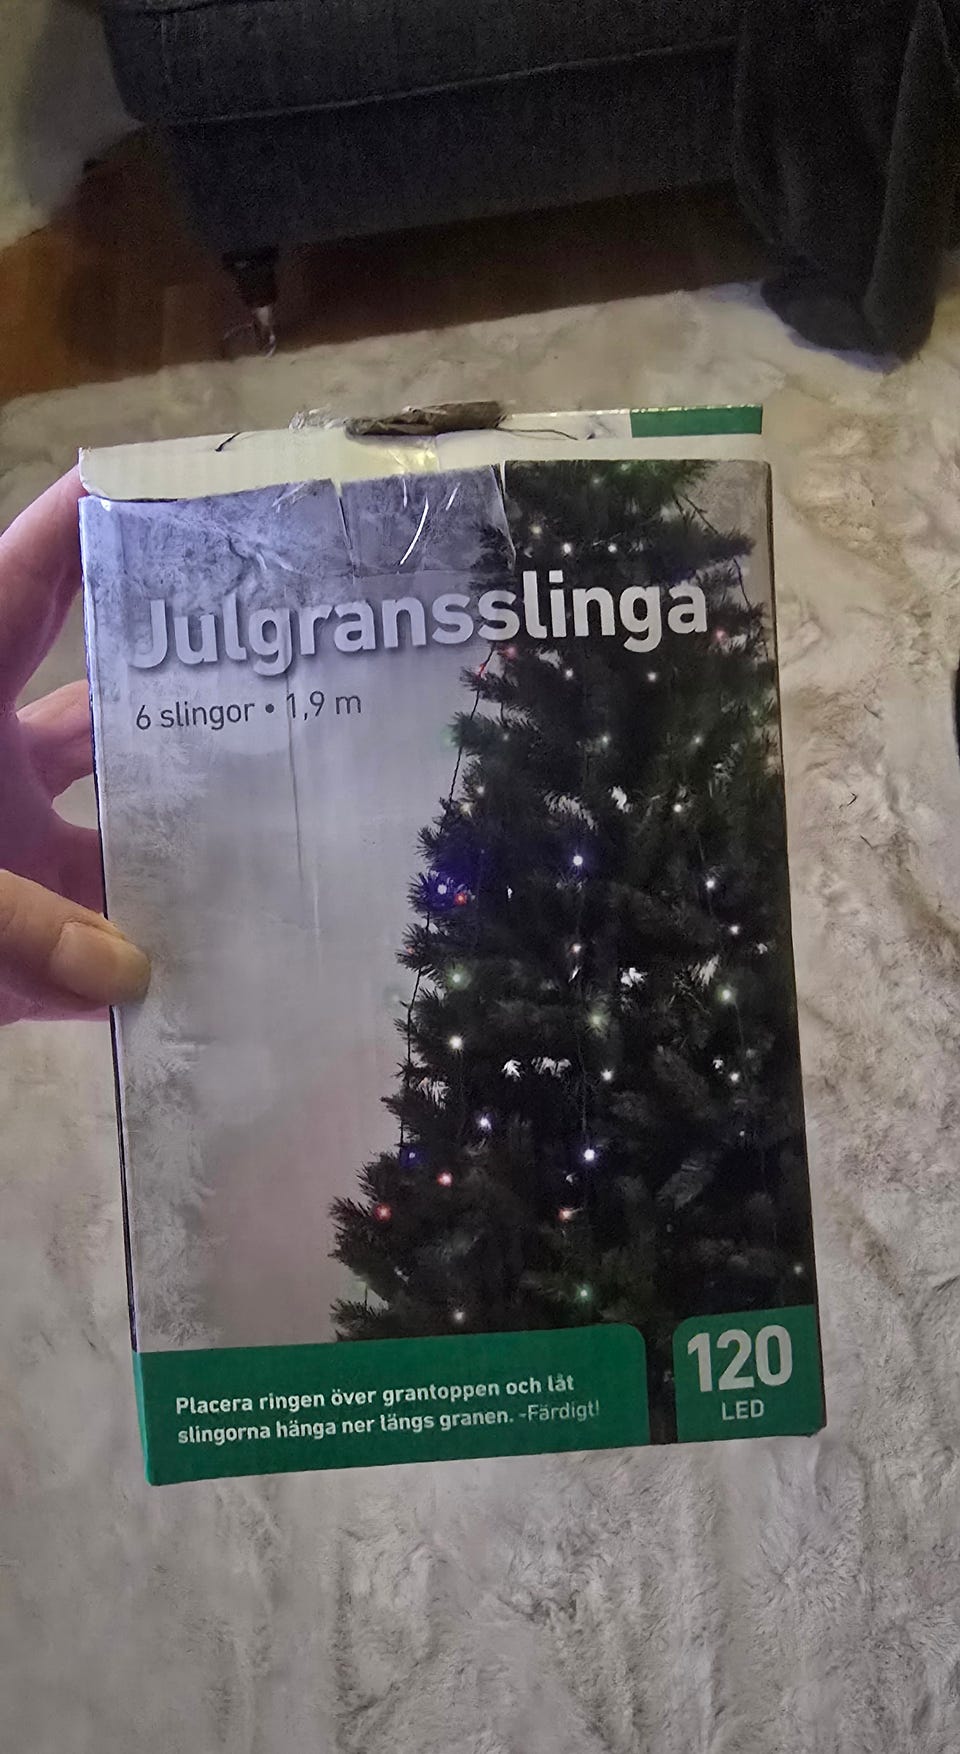 Julgransslinga
6 slingor • 1,9 m
Placera ringen över grantoppen och låt
slingorna hänga ner längs granen. -Färdigt!
120
LED